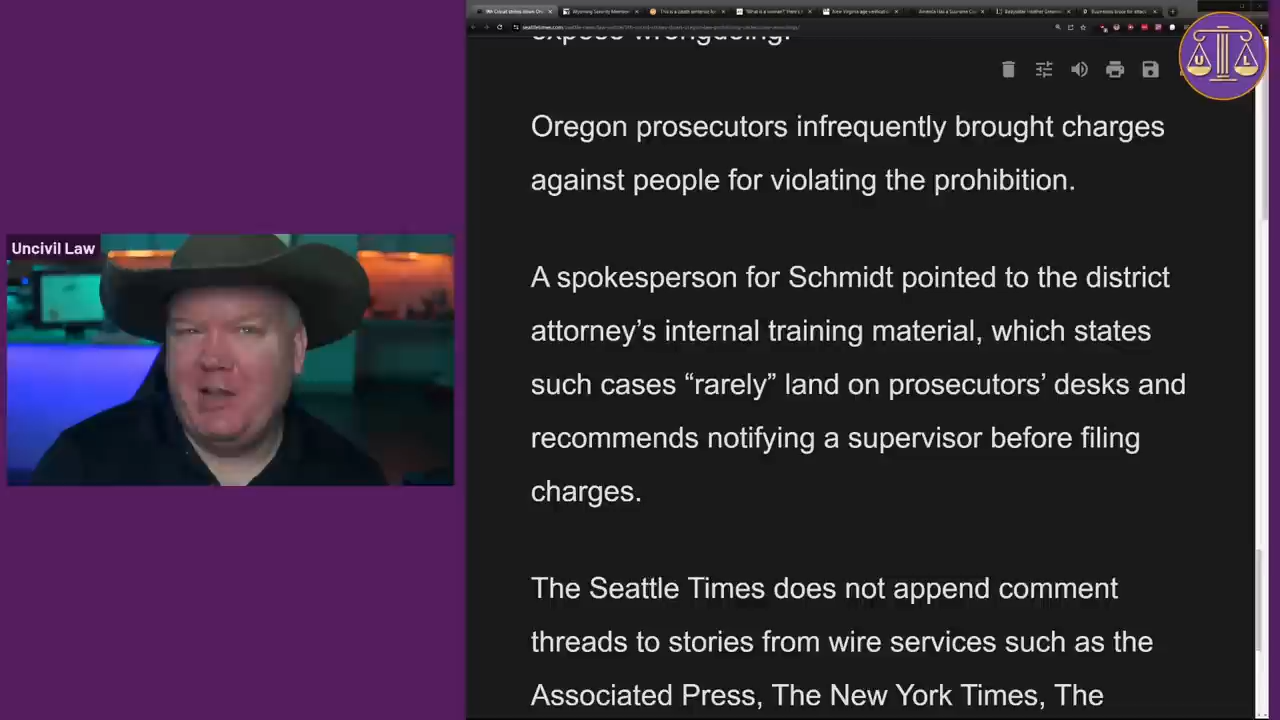 expose wrongdoing.
Oregon prosecutors infrequently brought charges
against people for violating the prohibition.
A spokesperson for Schmidt pointed to the district
attorney’s internal training material, which states
such cases “rarely” land on prosecutors’ desks and
recommends notifying a supervisor before filing
charges.
The Seattle Times does not append comment
threads to stories from wire services such as the
Associated Press, The New York Times, The
Uncivil Law
U L